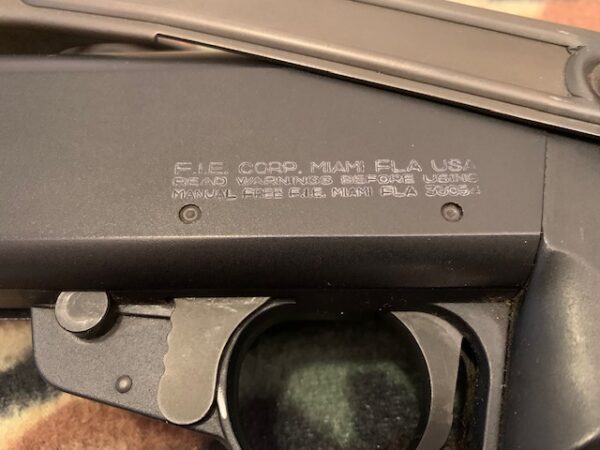 F.I.E. CORP. MIAMI FLA USA
READ WARNINGS BEFORE USING
MANUAL FREE F.I.E. MIAMI FLA 33054